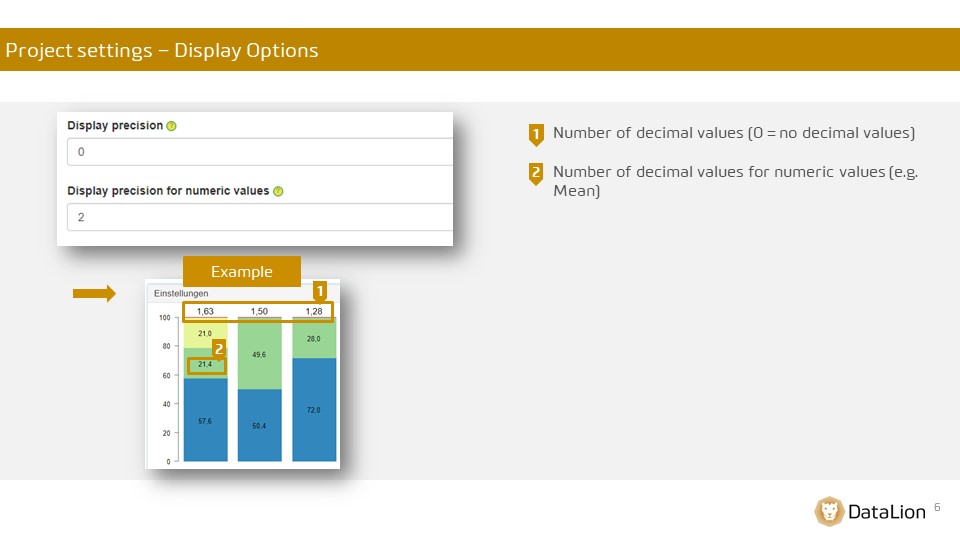 Project settings – Display Options
Display precision
0
Display precision for numeric values
2
1 Number of decimal values (0 = no decimal values)
2 Number of decimal values for numeric values (e.g.
Mean)
Example
1
Einstellungen
1,63 1,50 1,28
100
80
60
40
20
0
21,0
2
21,4
57,6
49,6
50,4
28,0
72,0
DataLion 6